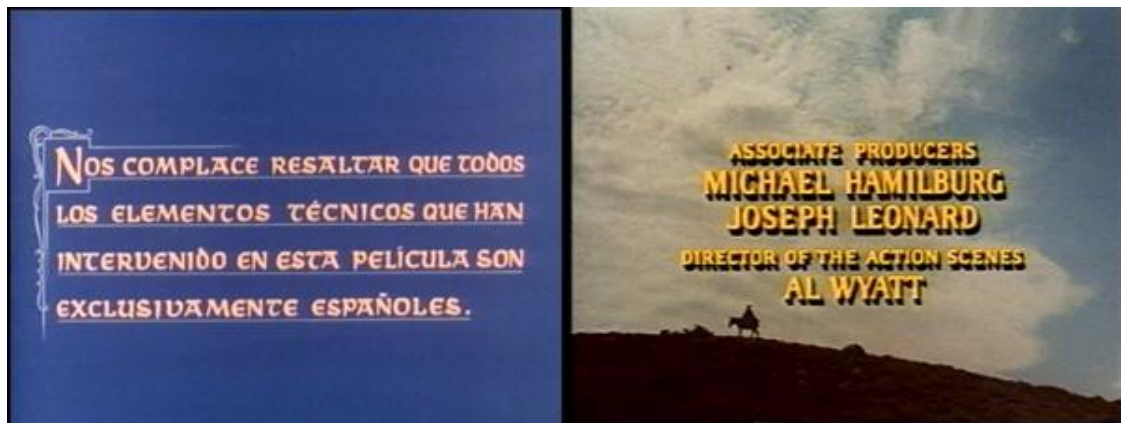 NOS COMPLACE RESALTAR QUE TODOS
LOS ELEMENTOS TÉCNICOS QUE HAN
INTERVENIDO EN ESTA PELÍCULA SON
EXCLUSIVAMENTE ESPAÑOLES.
ASSOCIATE PRODUCERS
MICHAEL HAMILBURG
JOSEPH LEONARD
DIRECTOR OF THE ACTION SCENES
AL WYATT